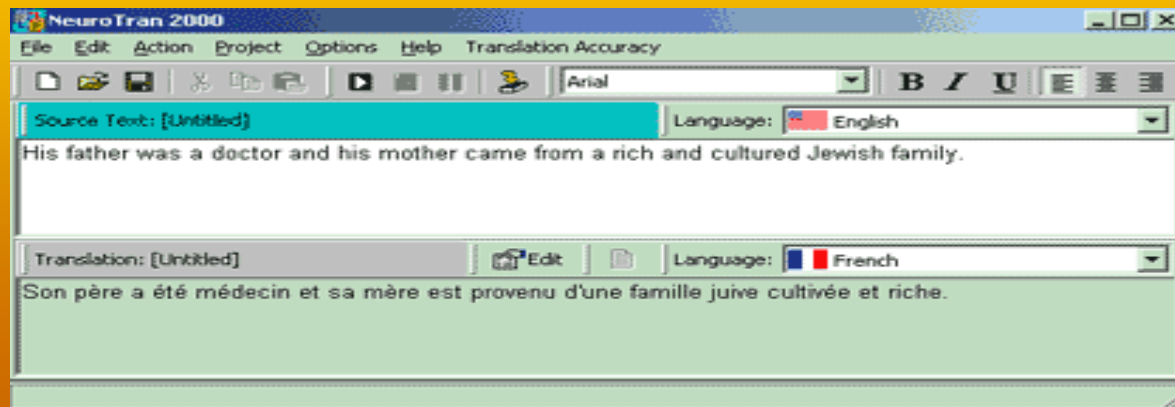 NeuroTran 2000
File Edit Action Project Options Help Translation Accuracy
Arial B I U
Source Text: [Untitled] Language: English
His father was a doctor and his mother came from a rich and cultured Jewish family.
Translation: [Untitled] Edit Language: French
Son père a été médecin et sa mère est provenu d'une famille juive cultivée et riche.